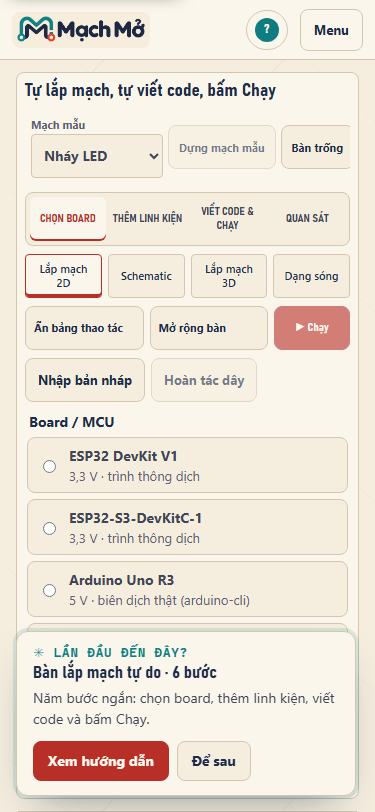 Mạch Mở
?
Menu
Tự lắp mạch, tự viết code, bấm Chạy
Mạch mẫu
Nháy LED
Dựng mạch mẫu
Bàn trống
CHỌN BOARD
THÊM LINH KIỆN
VIẾT CODE &
CHẠY
QUAN SÁT
Lắp mạch
2D
Schematic
Lắp mạch
3D
Dạng sóng
Ẩn bảng thao tác
Mở rộng bàn
▶ Chạy
Nhập bản nháp
Hoàn tác dây
Board / MCU
ESP32 DevKit V1
3,3 V · trình thông dịch
ESP32-S3-DevKitC-1
3,3 V · trình thông dịch
Arduino Uno R3
5 V · biên dịch thật (arduino-cli)
✳ LẦN ĐẦU ĐẾN ĐÂY?
Bàn lắp mạch tự do · 6 bước
Năm bước ngắn: chọn board, thêm linh kiện, viết
code và bấm Chạy.
Xem hướng dẫn
Để sau